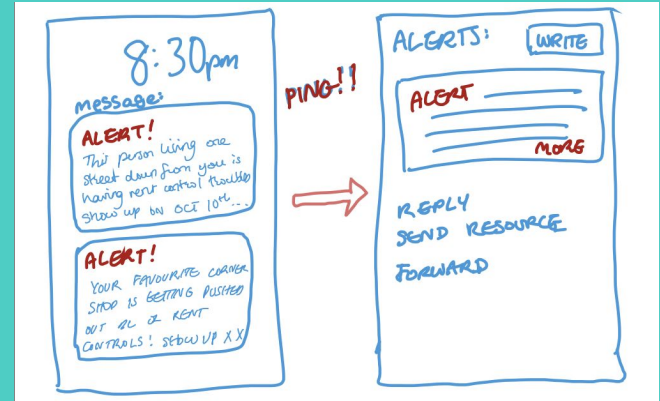 8:30pm
message:
ALERT!
This person living one
street down from you is
having rent control troubles
show up on OCT 10th...
ALERT!
YOUR FAVOURITE CORNER
SHOP IS GETTING PUSHED
OUT BC OF RENT
CONTROLS! SHOW UP X X
PING!!
ALERTS:
WRITE
ALERT
MORE
REPLY
SEND RESOURCE
FORWARD